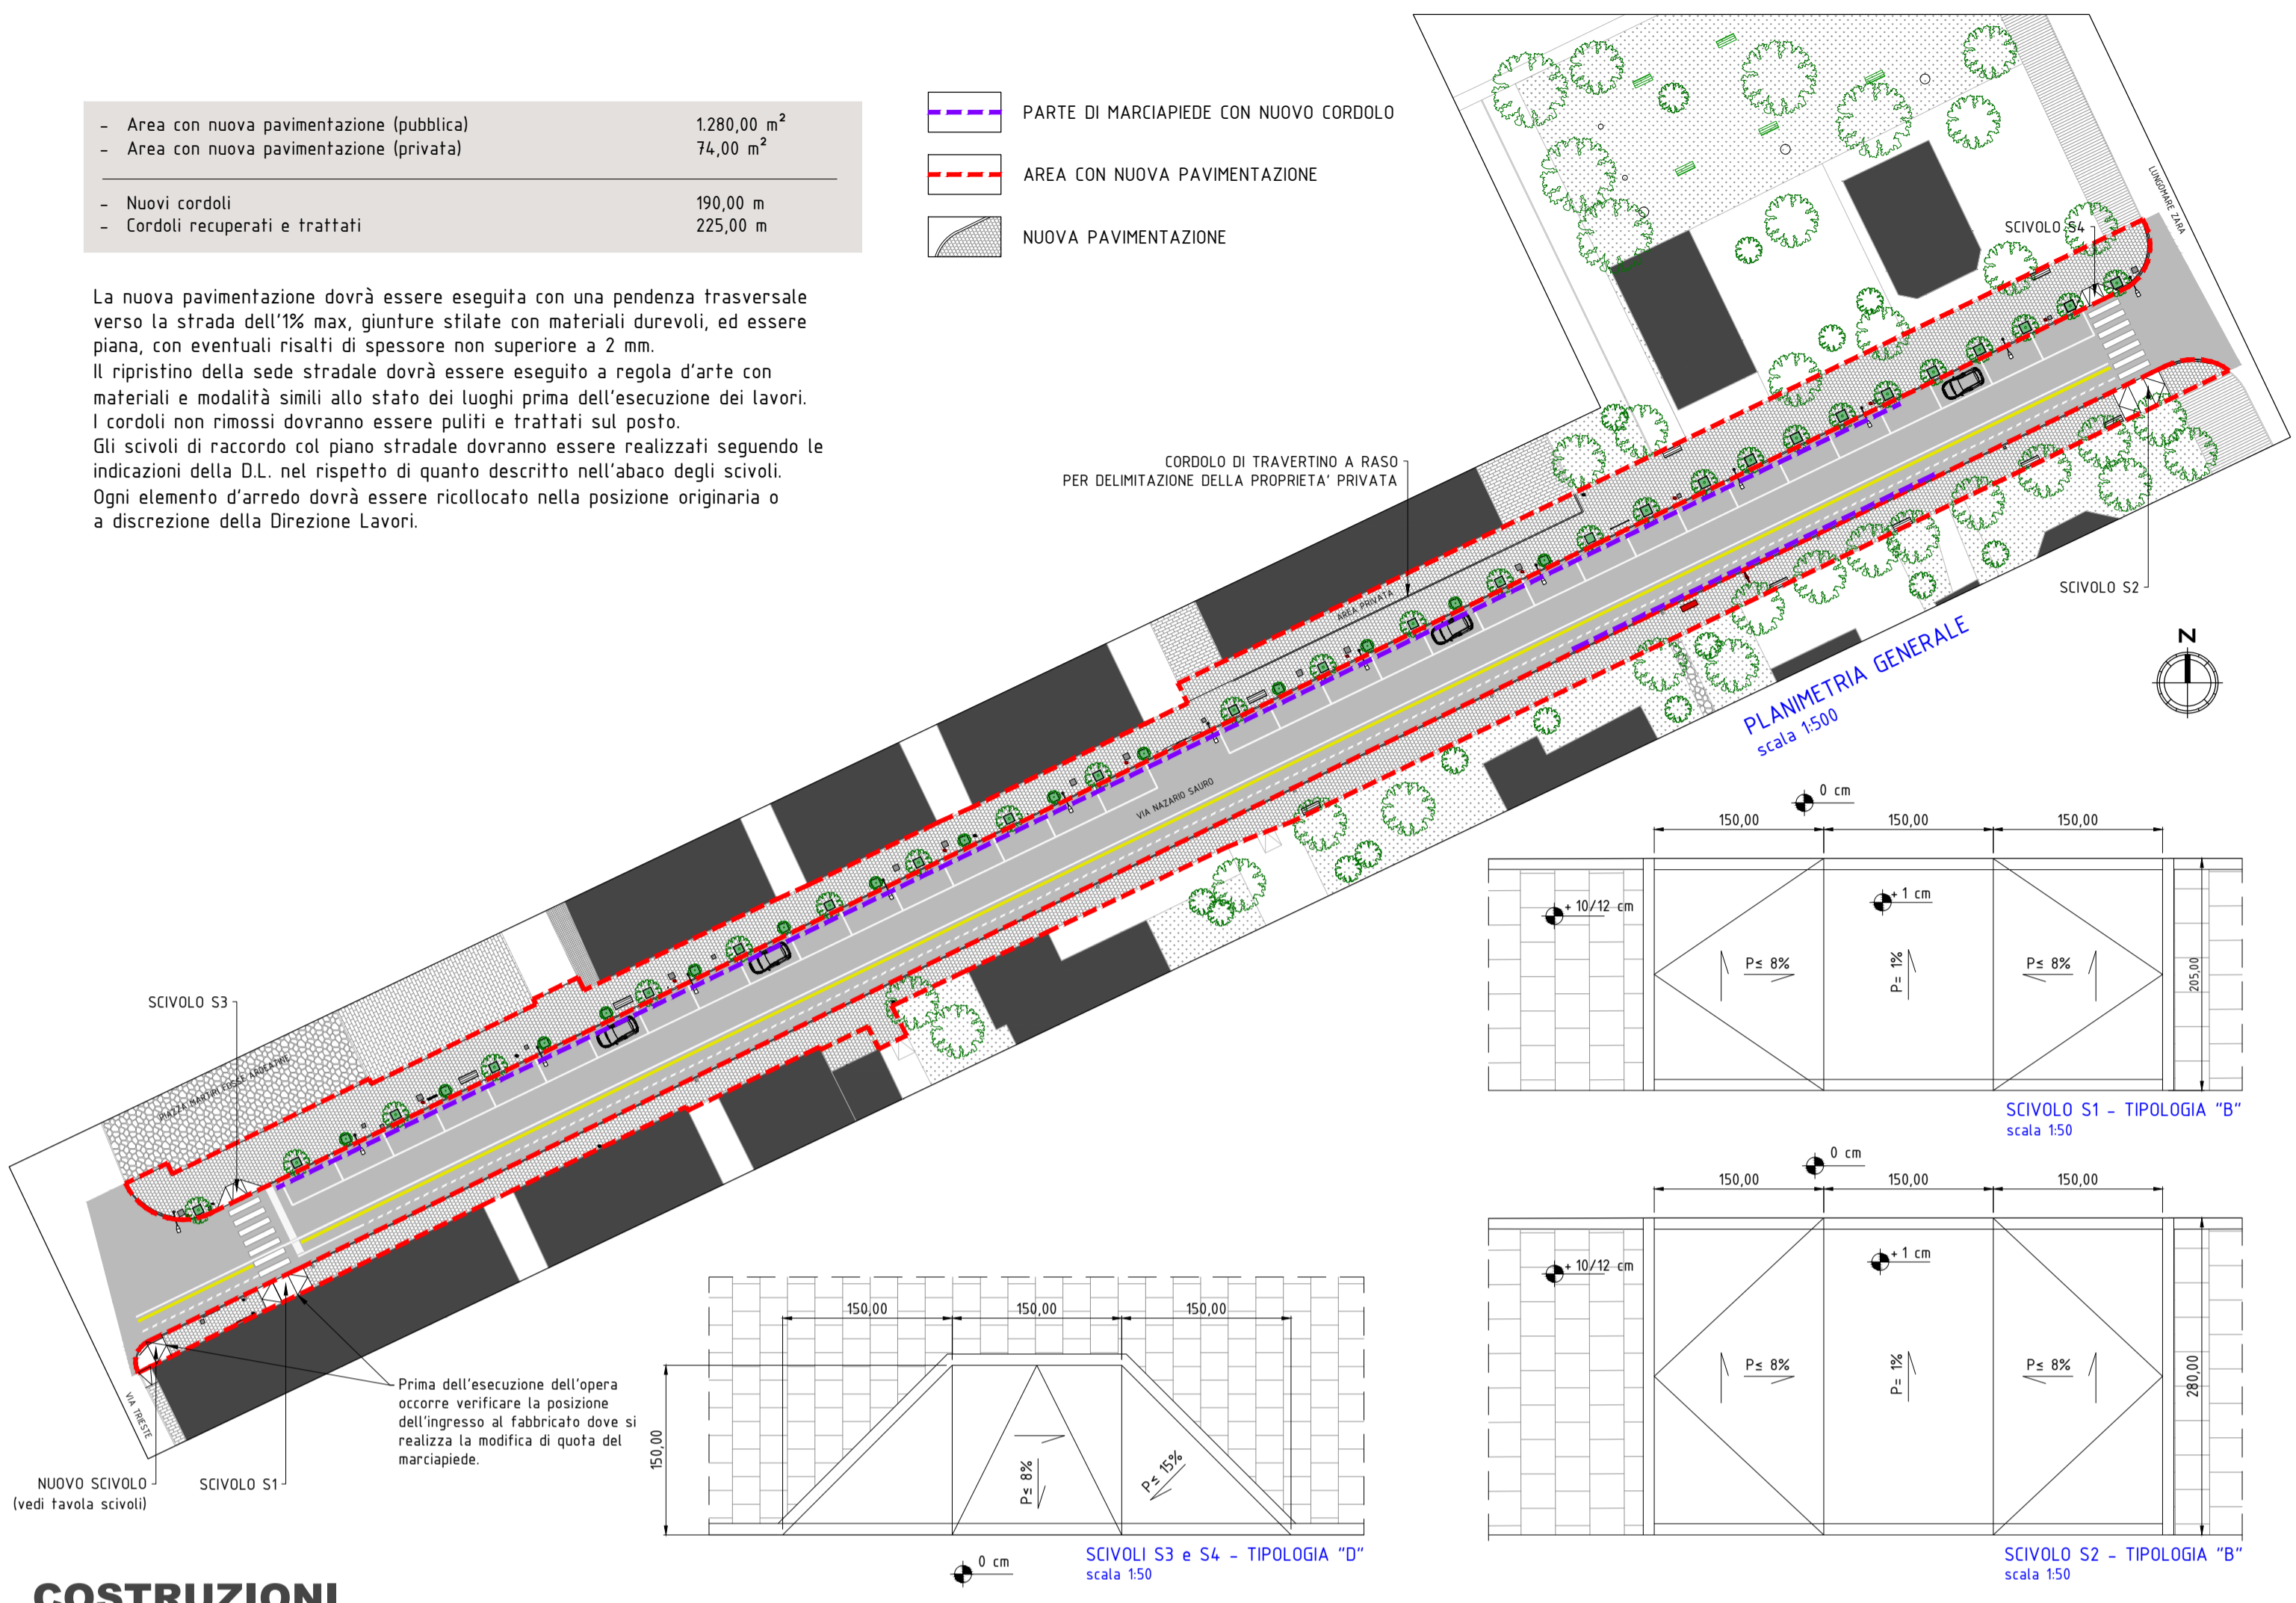 - Area con nuova pavimentazione (pubblica) 1.280,00 m²
- Area con nuova pavimentazione (privata) 74,00 m²
- Nuovi cordoli 190,00 m
- Cordoli recuperati e trattati 225,00 m
La nuova pavimentazione dovrà essere eseguita con una pendenza trasversale
verso la strada dell'1% max, giunture stilate con materiali durevoli, ed essere
piana, con eventuali risalti di spessore non superiore a 2 mm.
Il ripristino della sede stradale dovrà essere eseguito a regola d'arte con
materiali e modalità simili allo stato dei luoghi prima dell'esecuzione dei lavori.
I cordoli non rimossi dovranno essere puliti e trattati sul posto.
Gli scivoli di raccordo col piano stradale dovranno essere realizzati seguendo le
indicazioni della D.L. nel rispetto di quanto descritto nell'abaco degli scivoli.
Ogni elemento d'arredo dovrà essere ricollocato nella posizione originaria o
a discrezione della Direzione Lavori.
PARTE DI MARCIAPIEDE CON NUOVO CORDOLO
AREA CON NUOVA PAVIMENTAZIONE
NUOVA PAVIMENTAZIONE
LUNGOMARE ZARA
SCIVOLO S4
CORDOLO DI TRAVERTINO A RASO
PER DELIMITAZIONE DELLA PROPRIETA' PRIVATA
AREA PRIVATA
SCIVOLO S2
N
PLANIMETRIA GENERALE
scala 1:500
VIA NAZARIO SAURO
SCIVOLO S3
PIAZZA MARTIRI FOSSE ARDEATINE
VIA TRIESTE
NUOVO SCIVOLO
(vedi tavola scivoli)
SCIVOLO S1
Prima dell'esecuzione dell'opera
occorre verificare la posizione
dell'ingresso al fabbricato dove si
realizza la modifica di quota del
marciapiede.
0 cm
150,00 150,00 150,00
+ 10/12 cm
+ 1 cm
P≤ 8%
P= 1%
P≤ 8%
205,00
SCIVOLO S1 - TIPOLOGIA "B"
scala 1:50
0 cm
150,00 150,00 150,00
+ 10/12 cm
+ 1 cm
P≤ 8%
P= 1%
P≤ 8%
280,00
SCIVOLO S2 - TIPOLOGIA "B"
scala 1:50
150,00 150,00 150,00
150,00
P≤ 8%
P≤ 15%
0 cm
SCIVOLI S3 e S4 - TIPOLOGIA "D"
scala 1:50
COSTRUZIONI